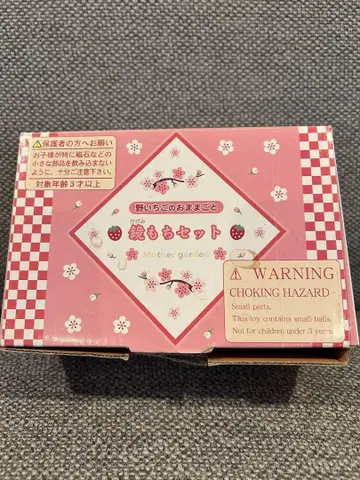 ⚠保護者の方へお願い
お子様が特に磁石などの
小さな部品を飲み込まない
ように、十分ご注意下さい。
対象年齢3才以上
野いちごのおままごと
かがみ
鏡もちセット
Mother garden
⚠ WARNING
CHOKING HAZARD
Small parts.
This toy contains small balls.
Not for children under 3 years.